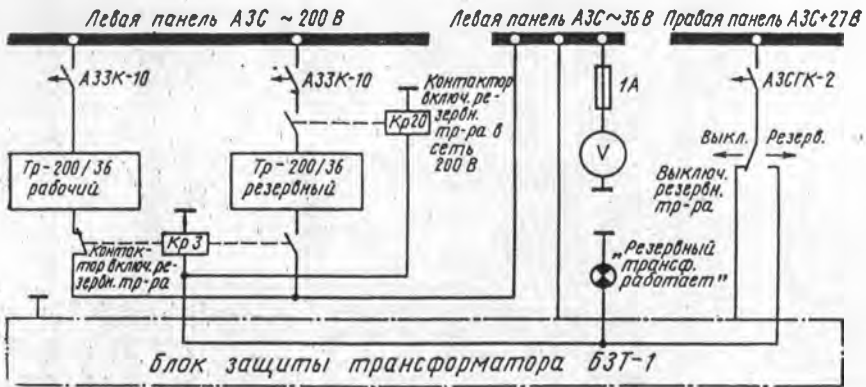 Левая панель АЗС ~ 200 В
Левая панель АЗС~36В
Правая панель АЗС+27В
АЗЗК-10
АЗЗК-10
Контактор
включ. ре-
зервн.
тр-ра в
сеть
200 В
Кр20
1А
АЗСГК-2
V
Выкл.
Резерв.
Выключ.
резервн.
тр-ра
Тр-200/36
рабочий
Тр-200/36
резервный
Кр3
Контак-
тор включ. ре-
зервн. тр-ра
„Резервный
трансф.
работает"
Блок защиты трансформатора БЗТ-1